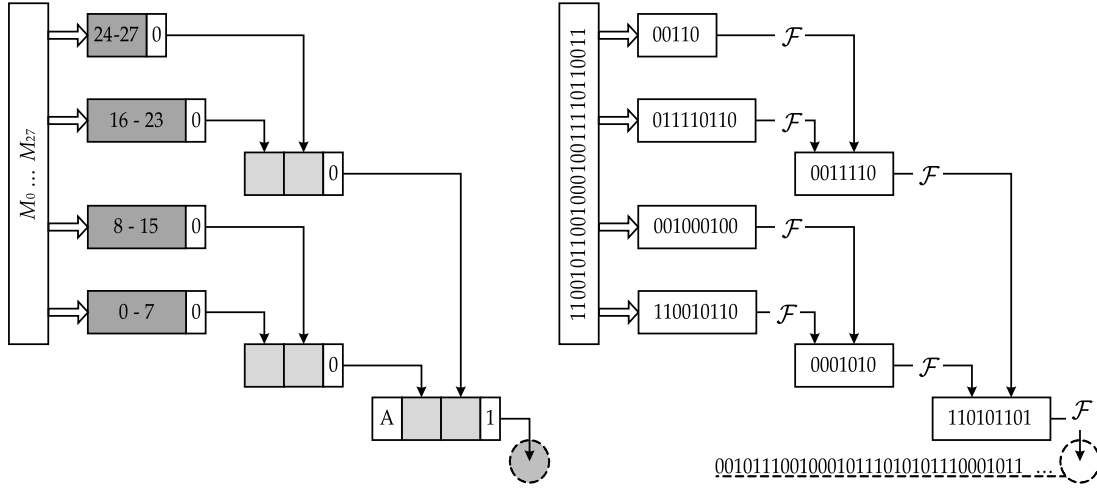 M₀ ... M₂₇
24-27 0
16 - 23 0
0
8 - 15 0
0 - 7 0
0
A 1
1100101100100010011110110011
00110 ℱ
011110110 ℱ
0011110 ℱ
001000100 ℱ
110010110 ℱ
0001010 ℱ
110101101 ℱ
001011100100010111010101110001011 ...